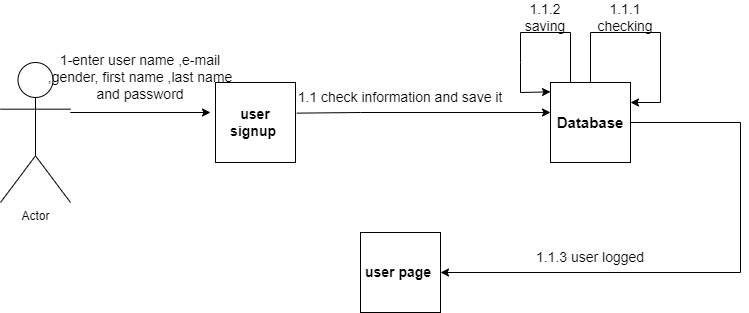 1-enter user name ,e-mail
,gender, first name ,last name
and password
Actor
user
signup
1.1 check information and save it
1.1.2
saving
1.1.1
checking
Database
1.1.3 user logged
user page